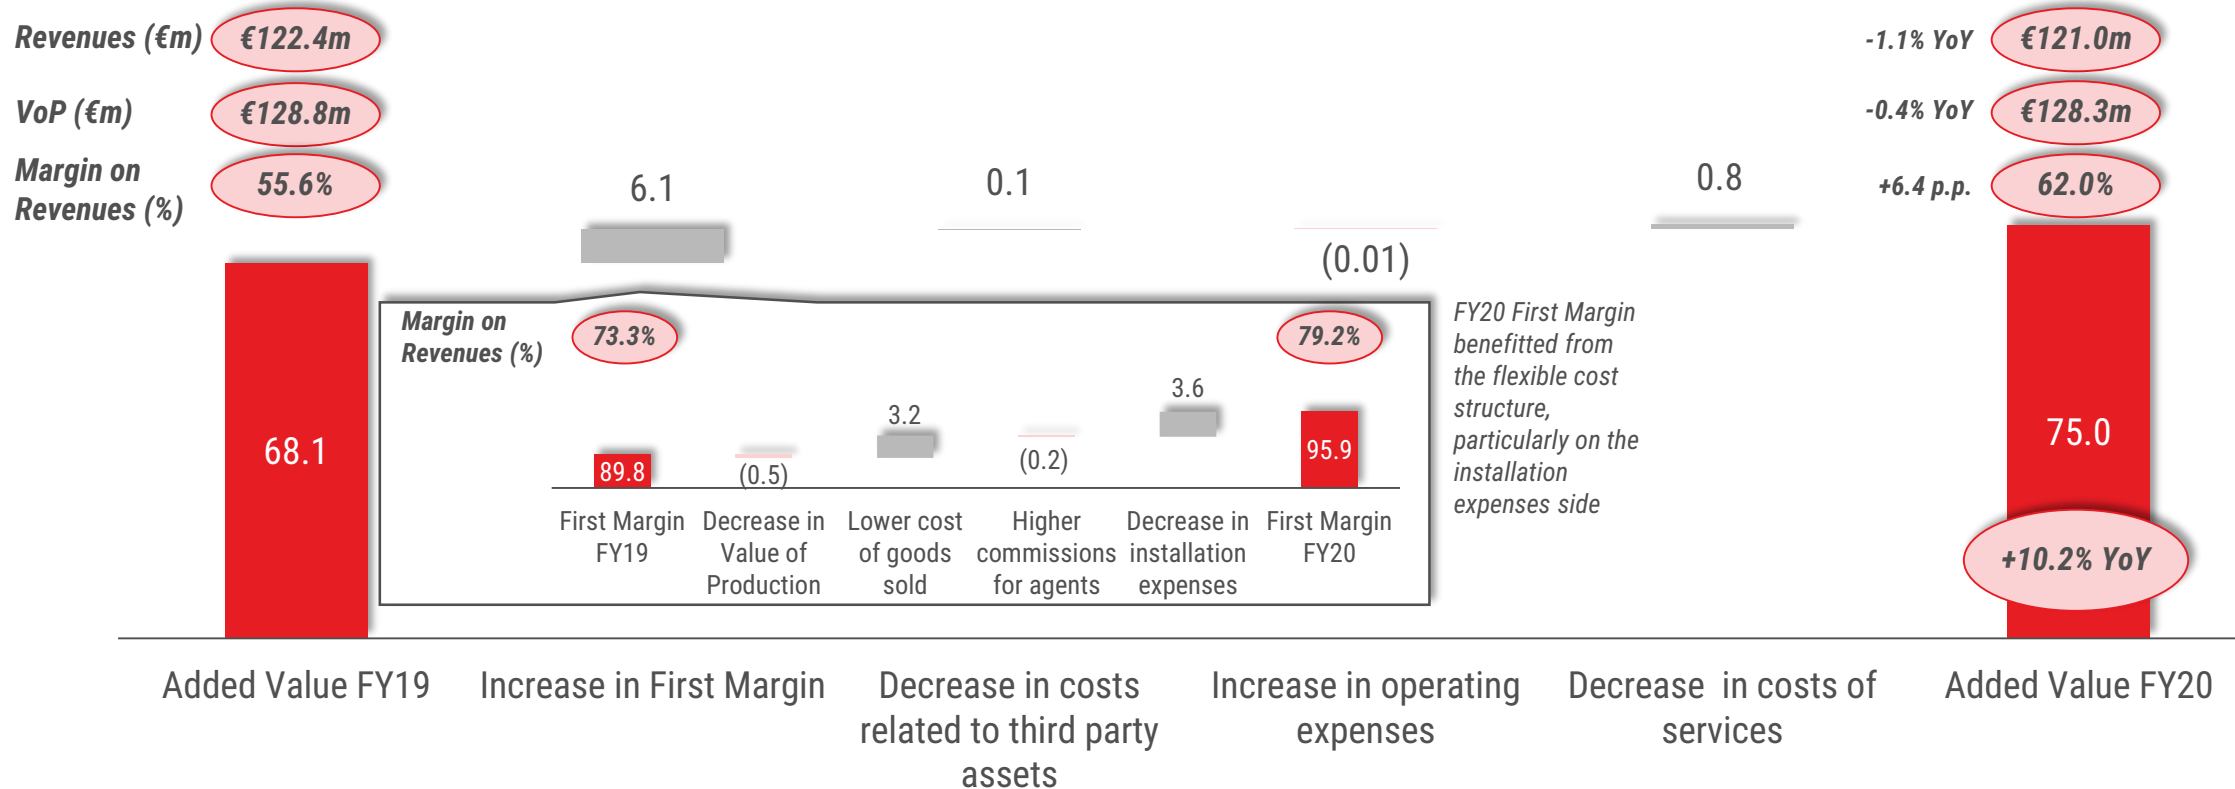 Revenues (€m)
€122.4m
-1.1% YoY
€121.0m
VoP (€m)
€128.8m
-0.4% YoY
€128.3m
Margin on
Revenues (%)
55.6%
6.1
0.1
(0.01)
0.8
+6.4 p.p.
62.0%
68.1
Margin on
Revenues (%)
73.3%
79.2%
89.8
(0.5)
3.2
(0.2)
3.6
95.9
First Margin
FY19
Decrease in
Value of
Production
Lower cost
of goods
sold
Higher
commissions
for agents
Decrease in
installation
expenses
First Margin
FY20
FY20 First Margin
benefitted from
the flexible cost
structure,
particularly on the
installation
expenses side
75.0
+10.2% YoY
Added Value FY19
Increase in First Margin
Decrease in costs
related to third party
assets
Increase in operating
expenses
Decrease in costs of
services
Added Value FY20